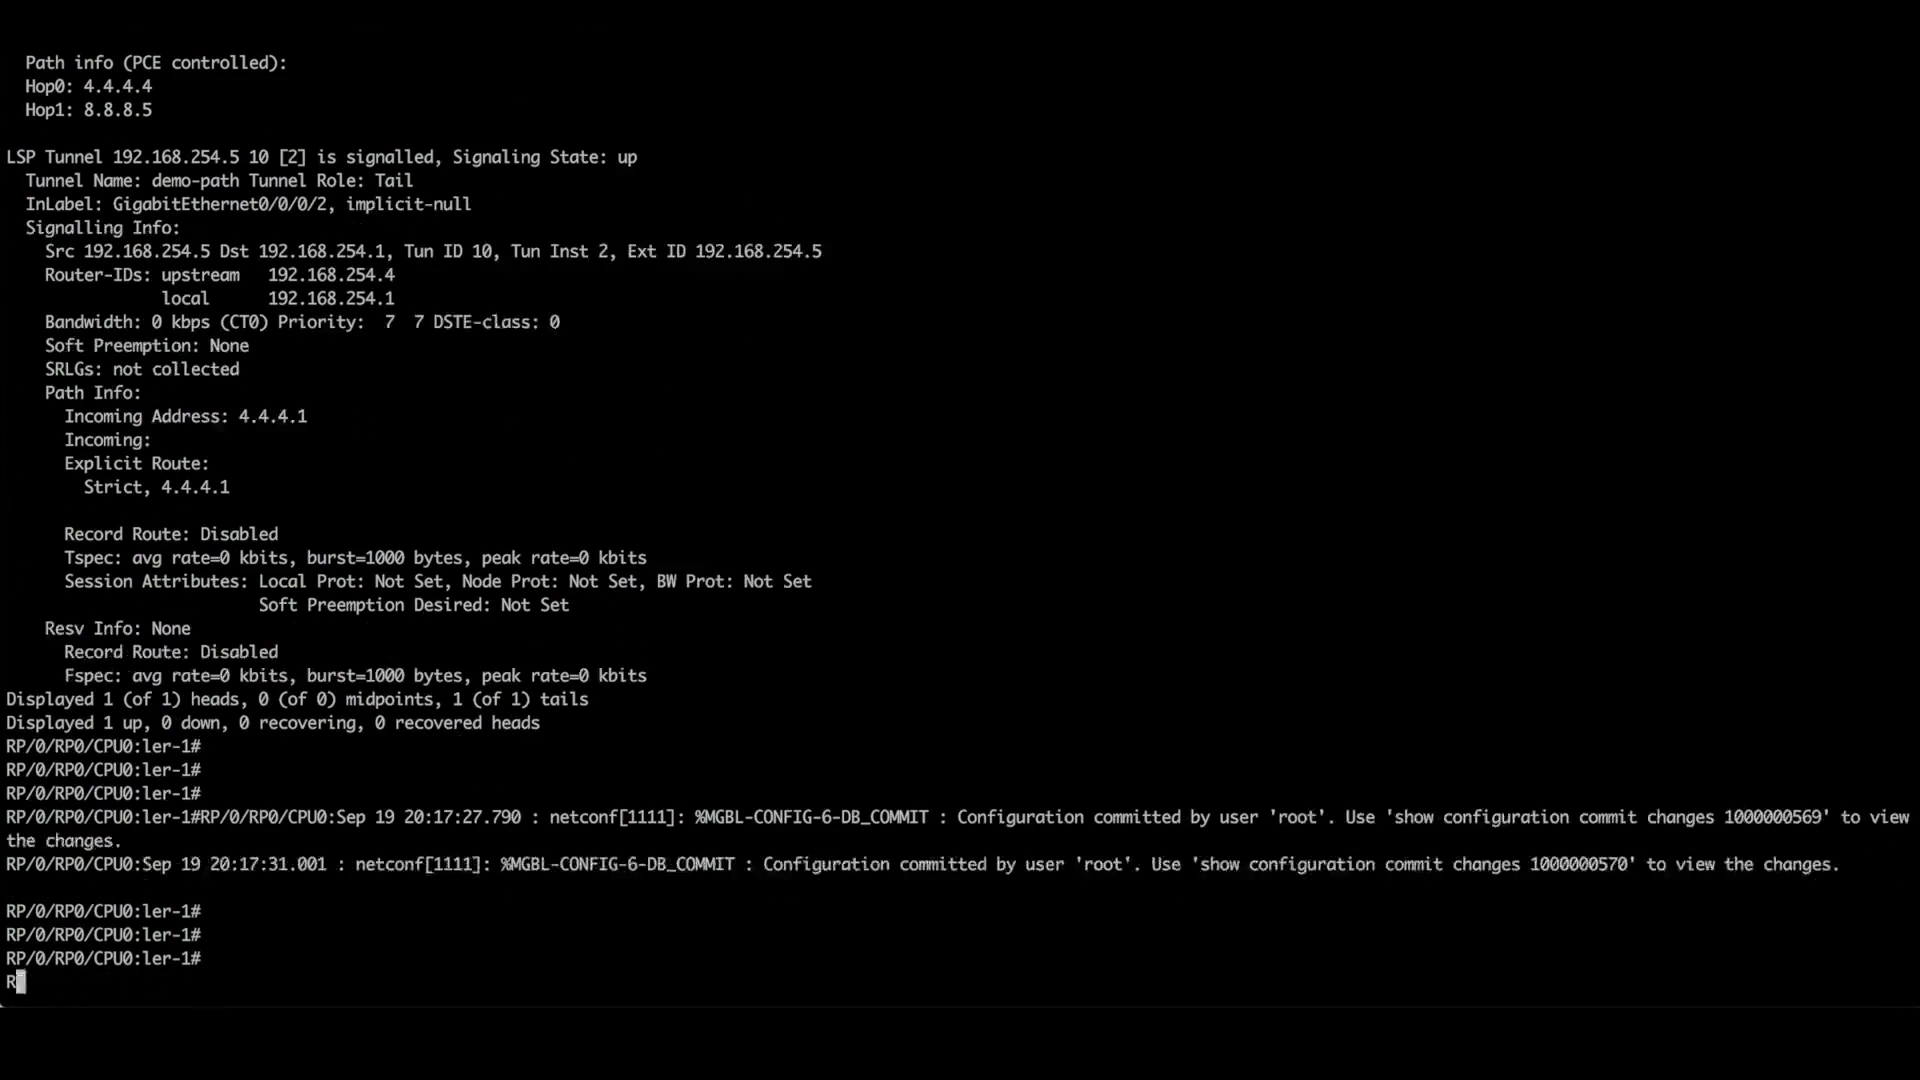 Path info (PCE controlled):
Hop0: 4.4.4.4
Hop1: 8.8.8.5
LSP Tunnel 192.168.254.5 10 [2] is signalled, Signaling State: up
Tunnel Name: demo-path Tunnel Role: Tail
InLabel: GigabitEthernet0/0/0/2, implicit-null
Signalling Info:
Src 192.168.254.5 Dst 192.168.254.1, Tun ID 10, Tun Inst 2, Ext ID 192.168.254.5
Router-IDs: upstream   192.168.254.4
local      192.168.254.1
Bandwidth: 0 kbps (CT0) Priority:  7  7 DSTE-class: 0
Soft Preemption: None
SRLGs: not collected
Path Info:
Incoming Address: 4.4.4.1
Incoming:
Explicit Route:
Strict, 4.4.4.1
Record Route: Disabled
Tspec: avg rate=0 kbits, burst=1000 bytes, peak rate=0 kbits
Session Attributes: Local Prot: Not Set, Node Prot: Not Set, BW Prot: Not Set
Soft Preemption Desired: Not Set
Resv Info: None
Record Route: Disabled
Fspec: avg rate=0 kbits, burst=1000 bytes, peak rate=0 kbits
Displayed 1 (of 1) heads, 0 (of 0) midpoints, 1 (of 1) tails
Displayed 1 up, 0 down, 0 recovering, 0 recovered heads
RP/0/RP0/CPU0:ler-1#
RP/0/RP0/CPU0:ler-1#
RP/0/RP0/CPU0:ler-1#
RP/0/RP0/CPU0:ler-1#RP/0/RP0/CPU0:Sep 19 20:17:27.790 : netconf[1111]: %MGBL-CONFIG-6-DB_COMMIT : Configuration committed by user 'root'. Use 'show configuration commit changes 1000000569' to view
the changes.
RP/0/RP0/CPU0:Sep 19 20:17:31.001 : netconf[1111]: %MGBL-CONFIG-6-DB_COMMIT : Configuration committed by user 'root'. Use 'show configuration commit changes 1000000570' to view the changes.
RP/0/RP0/CPU0:ler-1#
RP/0/RP0/CPU0:ler-1#
RP/0/RP0/CPU0:ler-1#
R